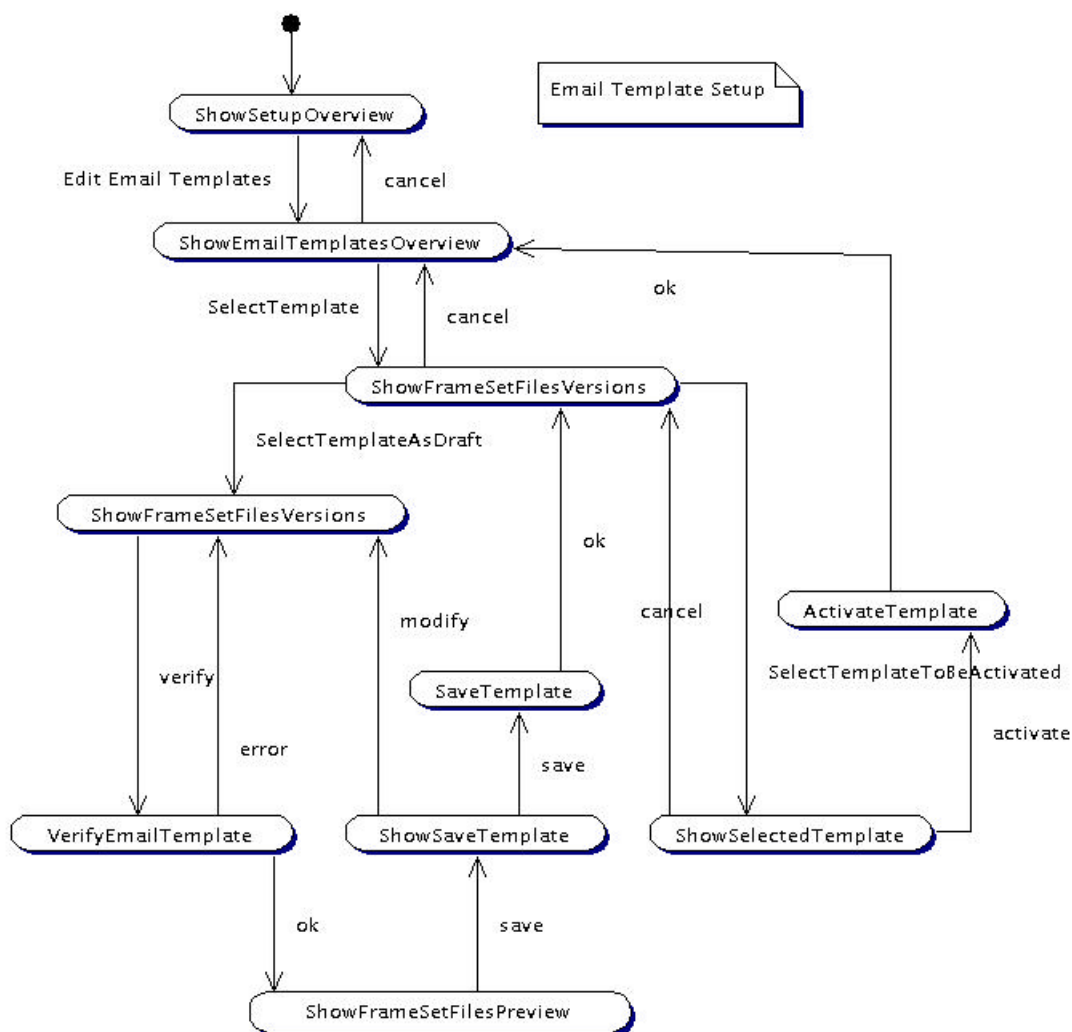 Email Template Setup
ShowSetupOverview
Edit Email Templates
cancel
ShowEmailTemplatesOverview
ok
SelectTemplate
cancel
ShowFrameSetFilesVersions
SelectTemplateAsDraft
ShowFrameSetFilesVersions
ok
cancel
ActivateTemplate
modify
verify
SaveTemplate
SelectTemplateToBeActivated
activate
error
save
VerifyEmailTemplate
ShowSaveTemplate
ShowSelectedTemplate
ok
save
ShowFrameSetFilesPreview